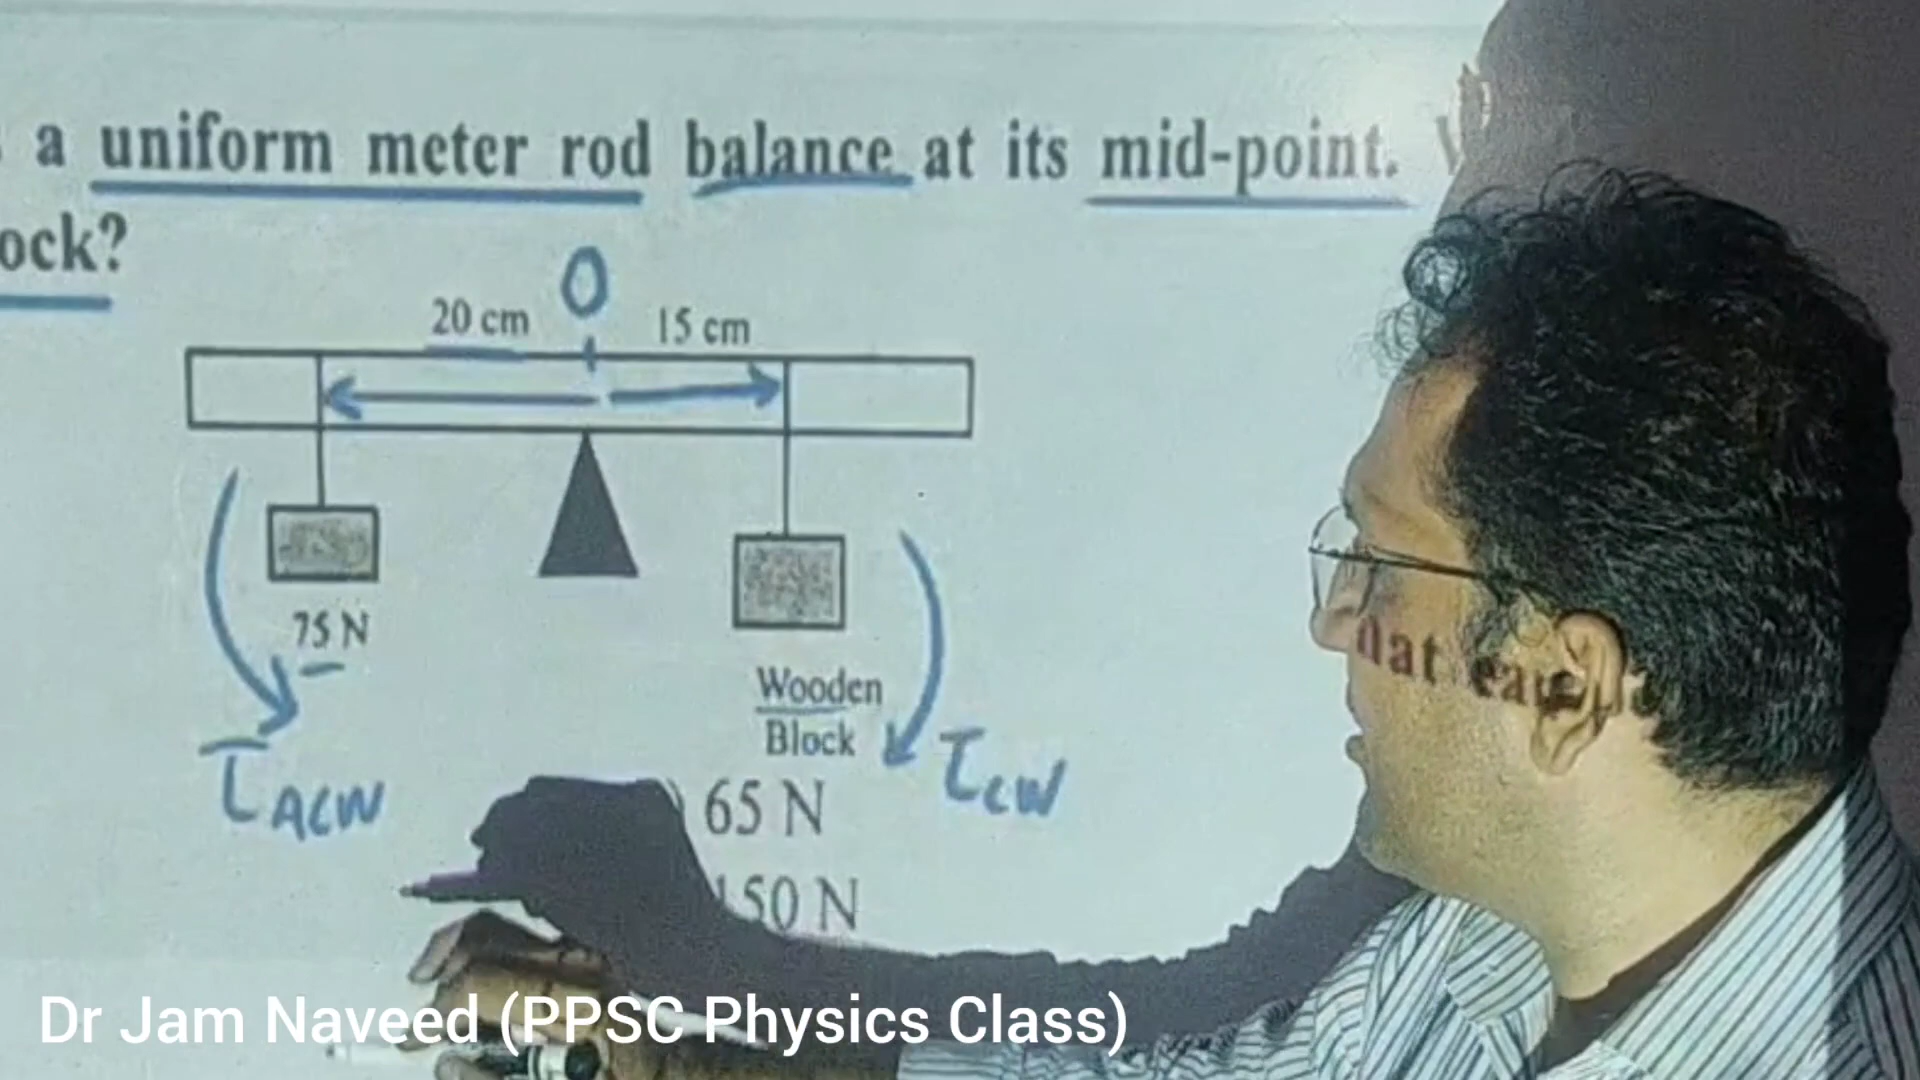 a uniform meter rod balance at its mid-point.
ock?
O
20 cm 15 cm
75 N
Wooden
Block
τACW
τCW
65 N
150 N
Dr Jam Naveed (PPSC Physics Class)